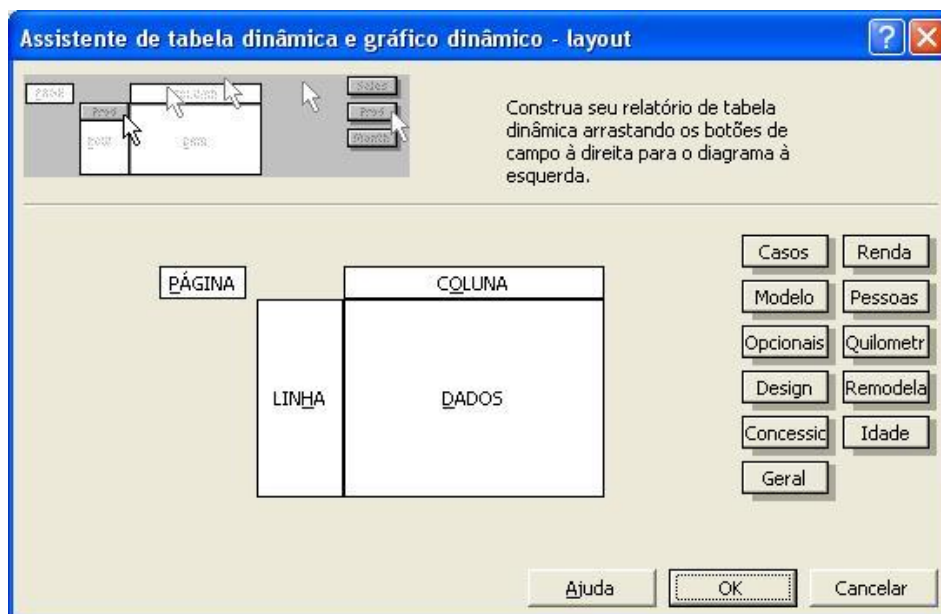 Assistente de tabela dinâmica e gráfico dinâmico - layout
Construa seu relatório de tabela
dinâmica arrastando os botões de
campo à direita para o diagrama à
esquerda.
PÁGINA
COLUNA
LINHA
DADOS
Casos
Renda
Modelo
Pessoas
Opcionais
Quilometr
Design
Remodela
Concessic
Idade
Geral
Ajuda
OK
Cancelar